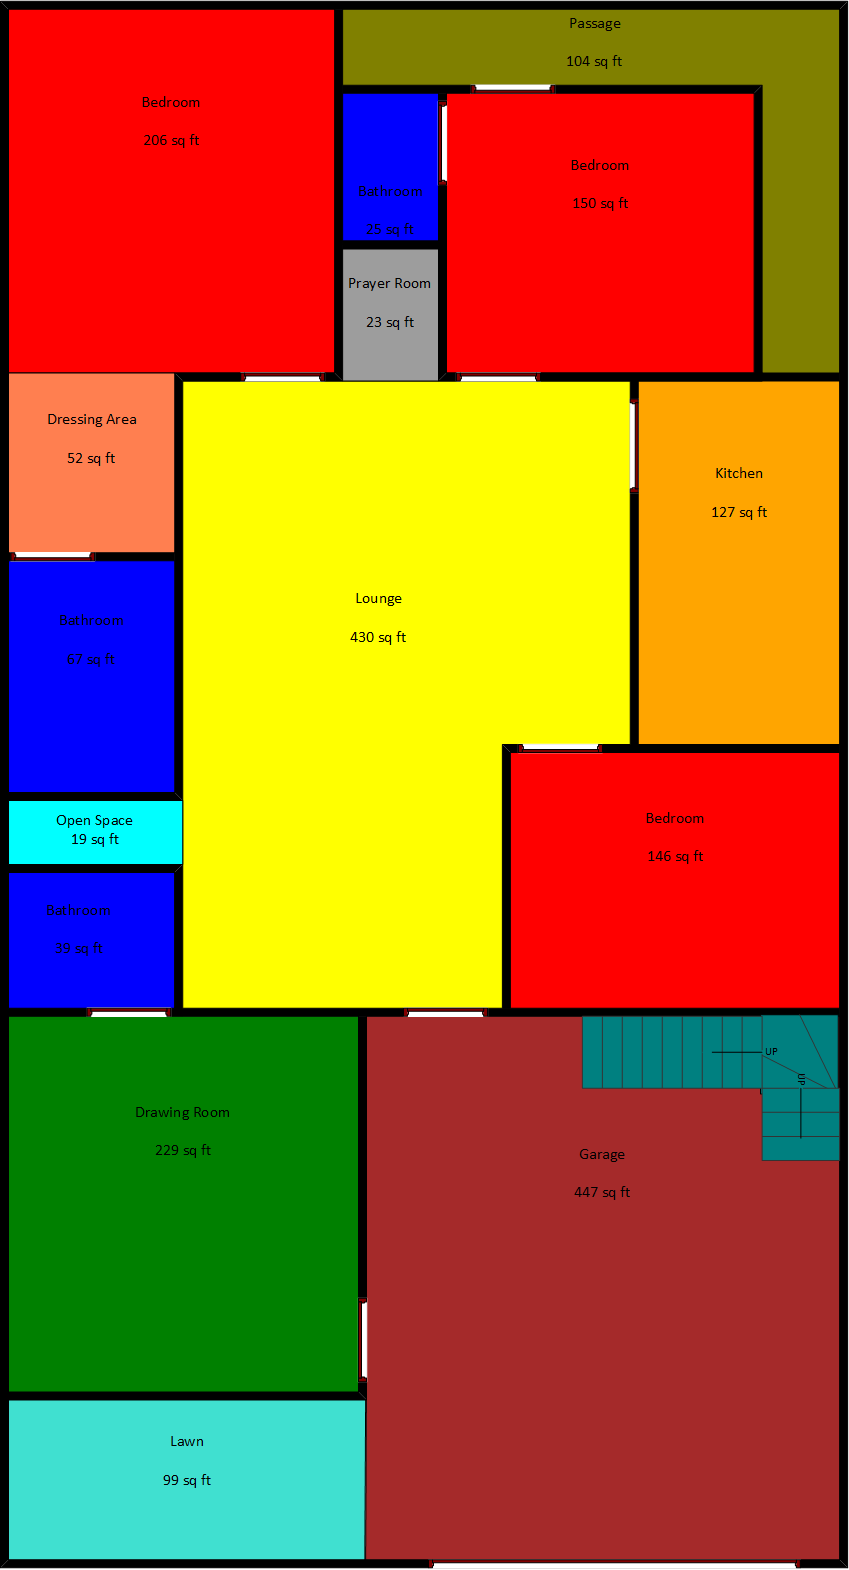 Passage
104 sq ft
Bedroom
206 sq ft
Bedroom
150 sq ft
Bathroom
25 sq ft
Prayer Room
23 sq ft
Dressing Area
52 sq ft
Kitchen
127 sq ft
Lounge
430 sq ft
Bathroom
67 sq ft
Open Space
19 sq ft
Bedroom
146 sq ft
Bathroom
39 sq ft
UP
UP
Drawing Room
229 sq ft
Garage
447 sq ft
Lawn
99 sq ft